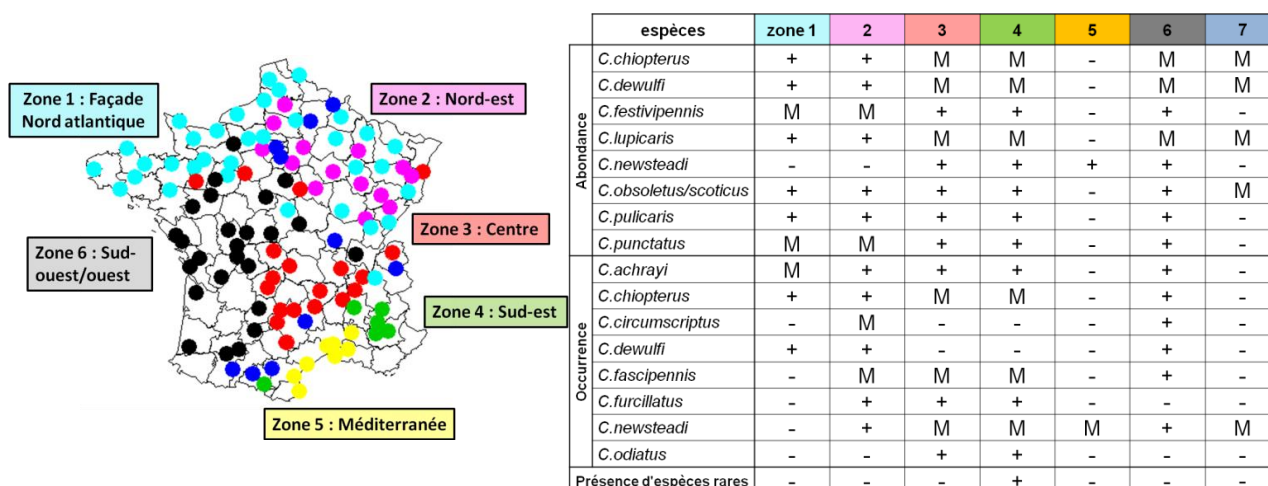 Zone 1 : Façade
Nord atlantique
Zone 2 : Nord-est
Zone 3 : Centre
Zone 6 : Sud-
ouest/ouest
Zone 4 : Sud-est
Zone 5 : Méditerranée
espèces zone 1 2 3 4 5 6 7
Abondance
C.chiopterus + + M M - M M
C.dewulfi + + M M - M M
C.festivipennis M M + + - + -
C.lupicaris + + M M - M M
C.newsteadi - - + + + + -
C.obsoletus/scoticus + + + + - + M
C.pulicaris + + + + - + -
C.punctatus M M + + - + -
Occurrence
C.achrayi M + + + - + -
C.chiopterus + + M M - + -
C.circumscriptus - M - - - + -
C.dewulfi + + - - - + -
C.fascipennis - M M M - + -
C.furcillatus - + + + - - -
C.newsteadi - + M M M + M
C.odiatus - - + + - - -
Présence d'espèces rares - - - + - - -